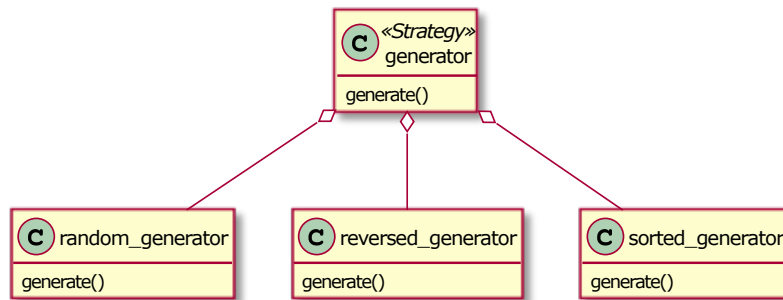 «Strategy»
C generator
generate()
C random_generator
generate()
C reversed_generator
generate()
C sorted_generator
generate()